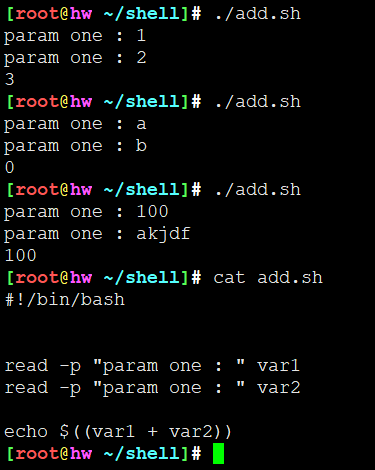 [root@hw ~/shell]# ./add.sh
param one : 1
param one : 2
3
[root@hw ~/shell]# ./add.sh
param one : a
param one : b
0
[root@hw ~/shell]# ./add.sh
param one : 100
param one : akjdf
100
[root@hw ~/shell]# cat add.sh
#!/bin/bash
read -p "param one : " var1
read -p "param one : " var2
echo $((var1 + var2))
[root@hw ~/shell]#